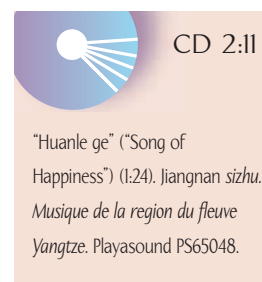 CD 2:11
“Huanle ge” (“Song of
Happiness”) (1:24). Jiangnan sizhu.
Musique de la region du fleuve
Yangtze. Playasound PS65048.